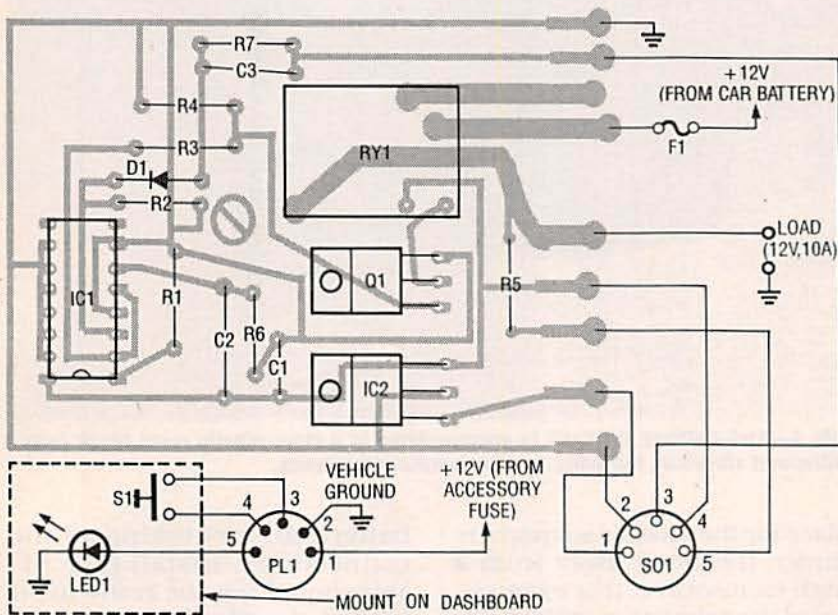 R7
C3
+12V
(FROM CAR BATTERY)
R4
R3
RY1
F1
D1
R2
LOAD
(12V,10A)
IC1
R1
Q1
R5
C2
R6
C1
IC2
VEHICLE
GROUND
+12V (FROM
ACCESSORY
FUSE)
S1
4
3
2
5
1
PL1
LED1
2
3
4
1
5
SO1
MOUNT ON DASHBOARD